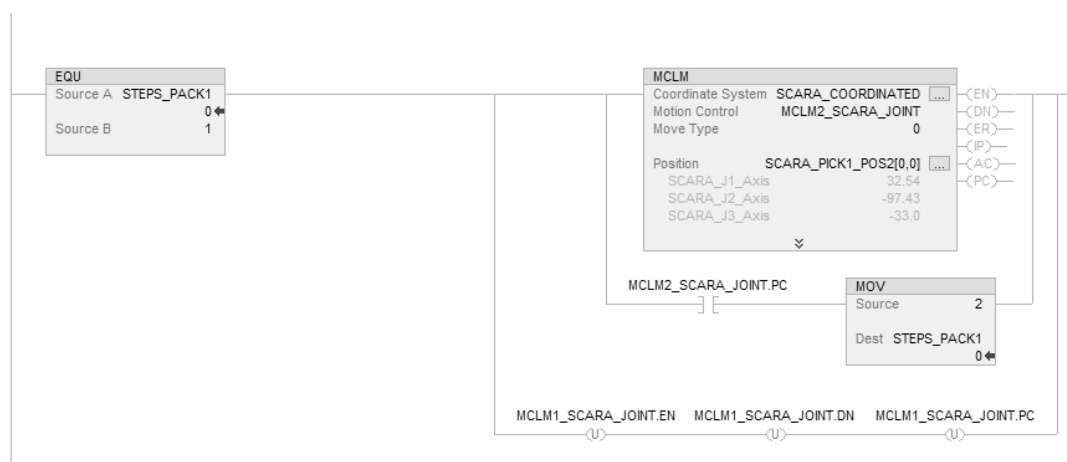 EQU
Source A STEPS_PACK1
0
Source B 1
MCLM
Coordinate System SCARA_COORDINATED ...
Motion Control MCLM2_SCARA_JOINT
Move Type 0
Position SCARA_PICK1_POS2[0,0] ...
SCARA_J1_Axis 32.54
SCARA_J2_Axis -97.43
SCARA_J3_Axis -33.0
EN
DN
ER
IP
AC
PC
MCLM2_SCARA_JOINT.PC
MOV
Source 2
Dest STEPS_PACK1
0
MCLM1_SCARA_JOINT.EN MCLM1_SCARA_JOINT.DN MCLM1_SCARA_JOINT.PC
U U U